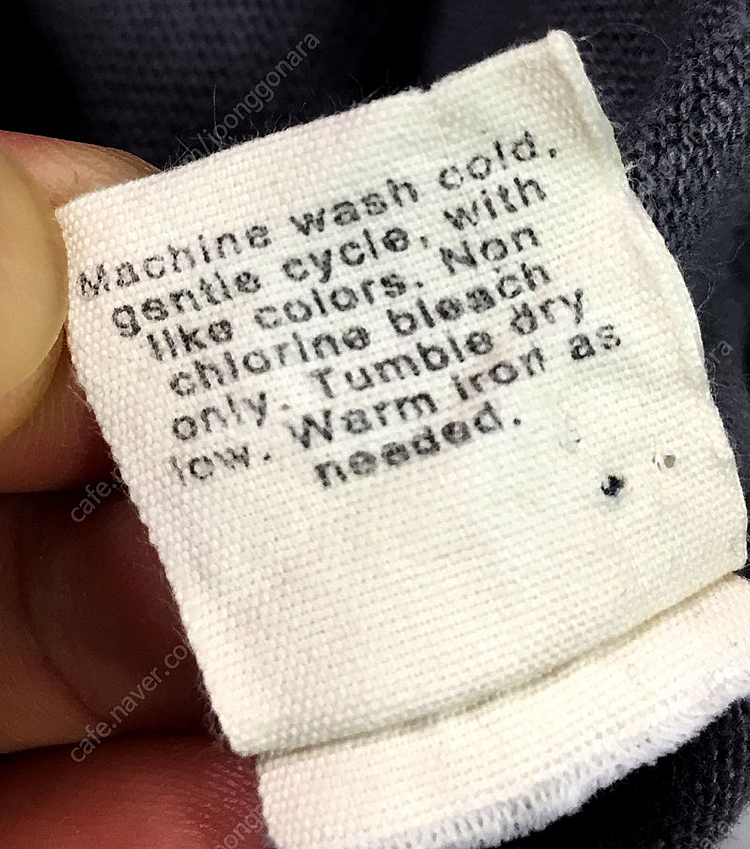 Machine wash cold,
gentle cycle, with
like colors. Non
chlorine bleach
only. Tumble dry
low. Warm iron as
needed.